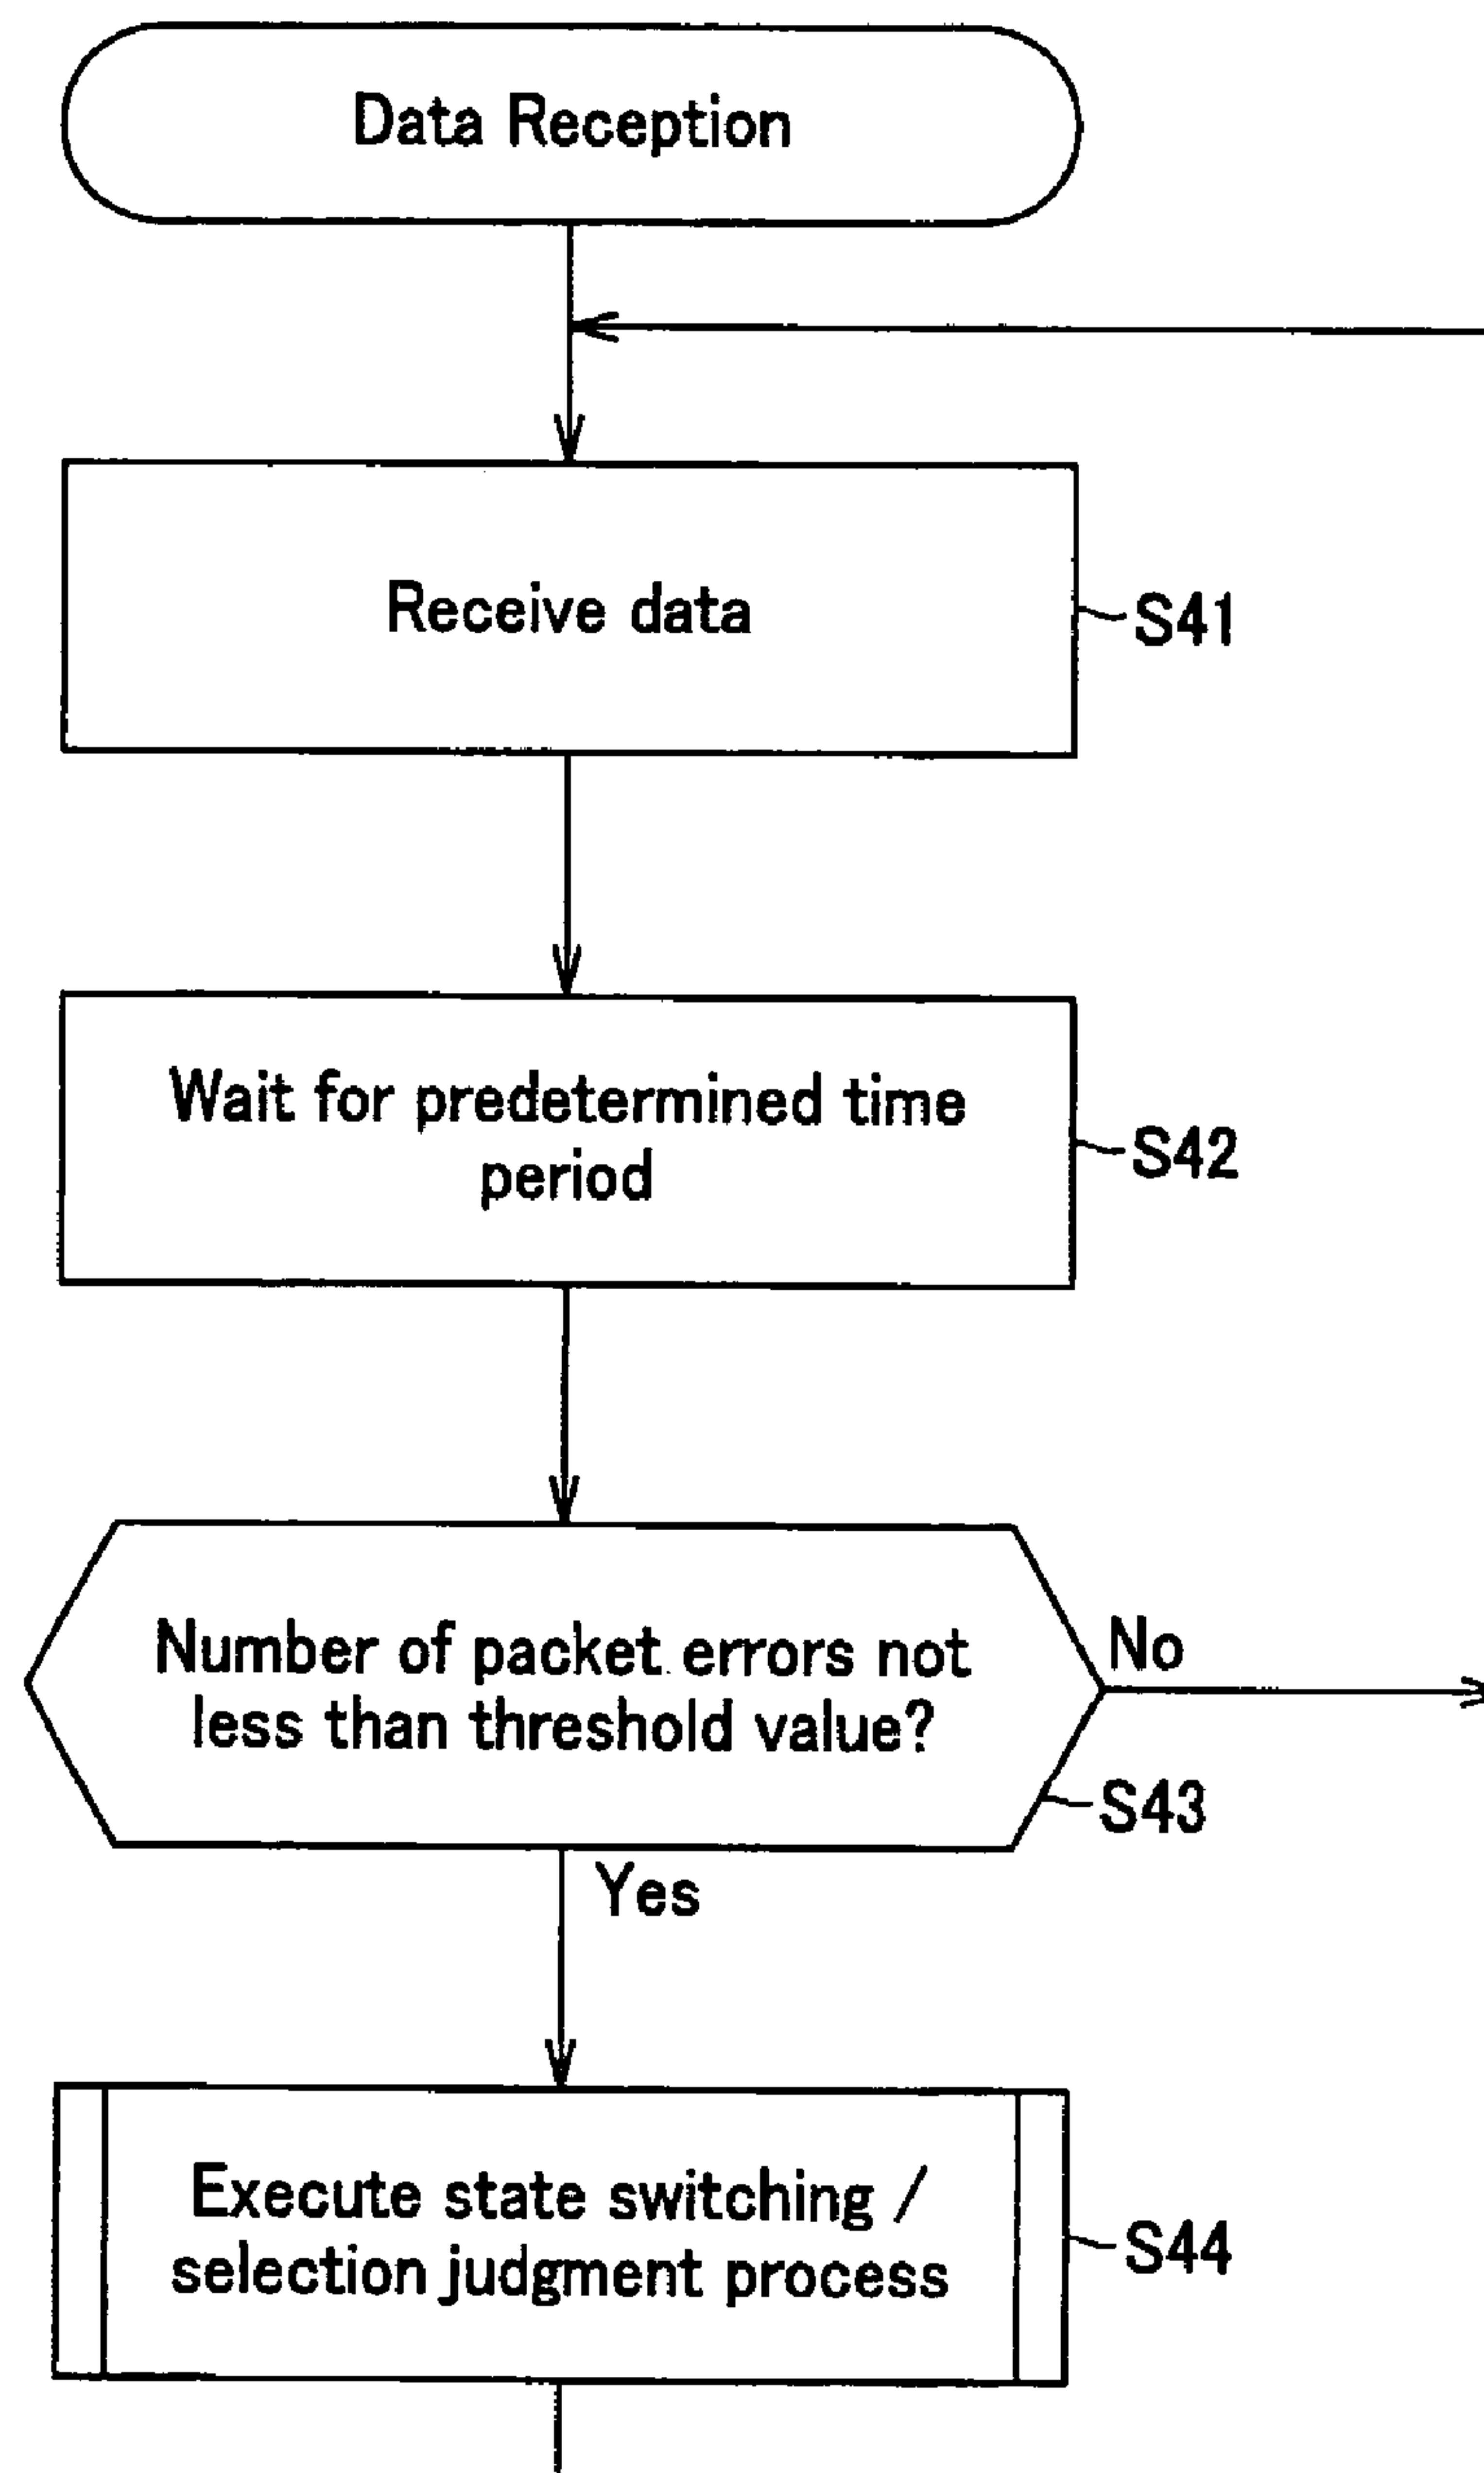 Data Reception
Receive data
S41
Wait for predetermined time
period
S42
Number of packet errors not
less than threshold value?
No
S43
Yes
Execute state switching /
selection judgment process
S44